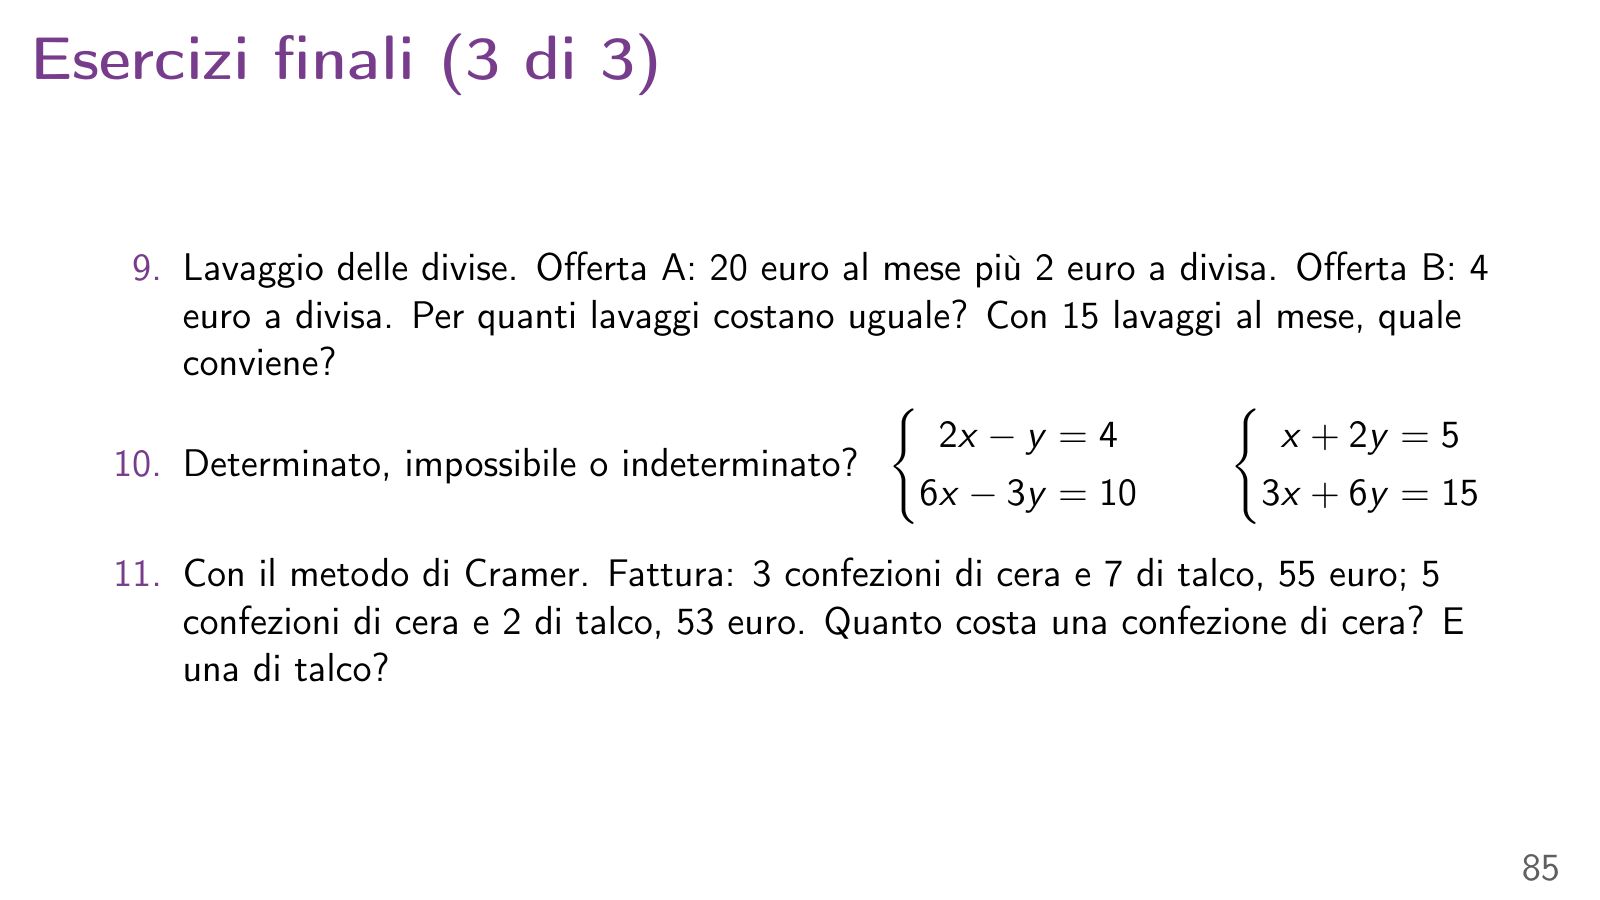 Esercizi finali (3 di 3)
9. Lavaggio delle divise. Offerta A: 20 euro al mese più 2 euro a divisa. Offerta B: 4
euro a divisa. Per quanti lavaggi costano uguale? Con 15 lavaggi al mese, quale
conviene?
10. Determinato, impossibile o indeterminato? { 2x − y = 4 { x + 2y = 5
6x − 3y = 10 3x + 6y = 15
11. Con il metodo di Cramer. Fattura: 3 confezioni di cera e 7 di talco, 55 euro; 5
confezioni di cera e 2 di talco, 53 euro. Quanto costa una confezione di cera? E
una di talco?
85